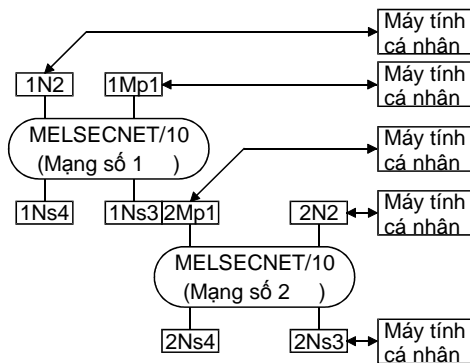 Máy tính
cá nhân
1N2
1Mp1
Máy tính
cá nhân
MELSECNET/10
(Mạng số 1 )
Máy tính
cá nhân
1Ns4
1Ns3
2Mp1
2N2
Máy tính
cá nhân
MELSECNET/10
(Mạng số 2 )
2Ns4
2Ns3
Máy tính
cá nhân